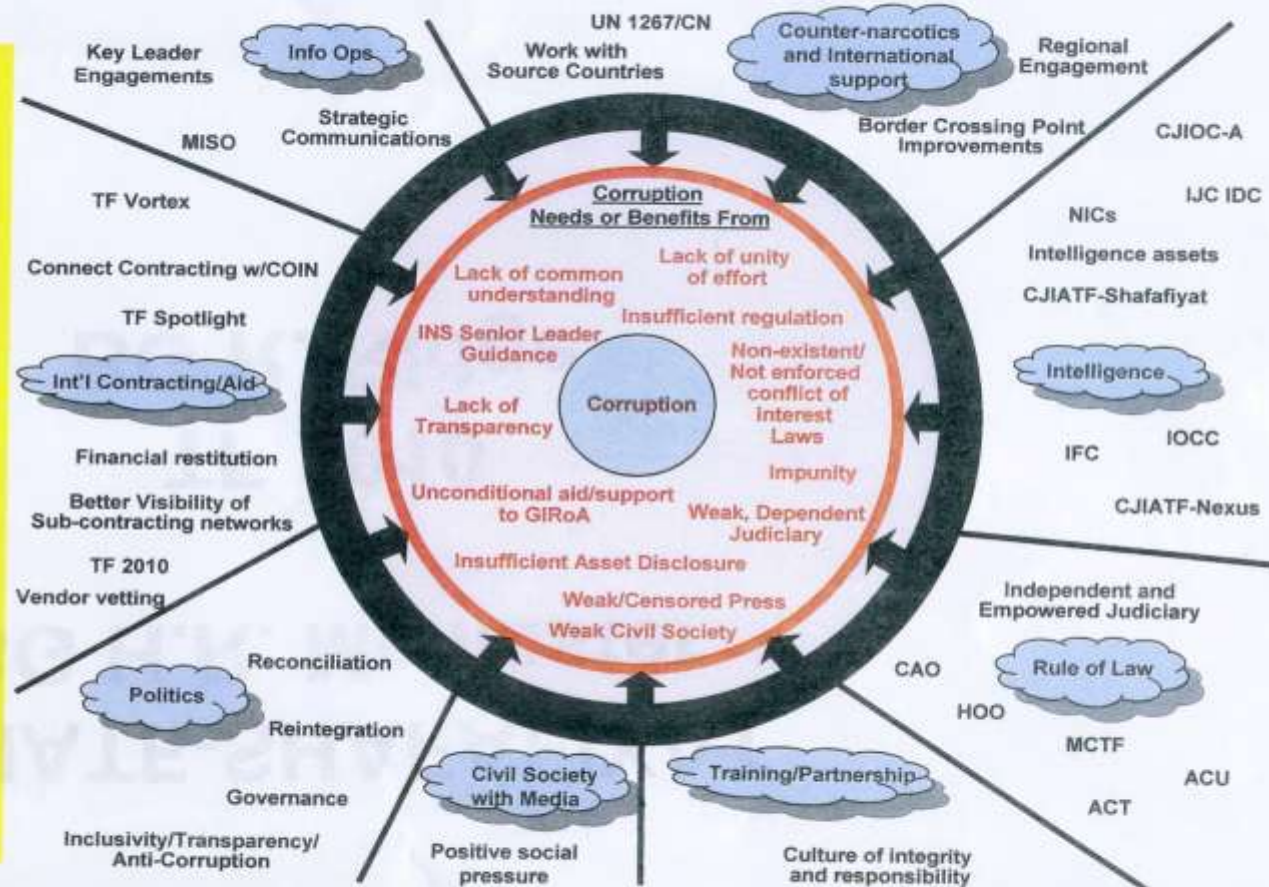 Key Leader
Engagements
Info Ops
MISO
Strategic
Communications
UN 1267/CN
Work with
Source Countries
Counter-narcotics
and International
support
Regional
Engagement
Border Crossing Point
Improvements
CJIOC-A
IJC IDC
NICs
Intelligence assets
CJIATF-Shafafiyat
Intelligence
IOCC
IFC
CJIATF-Nexus
TF Vortex
Connect Contracting w/COIN
TF Spotlight
Int'l Contracting/Aid
Financial restitution
Better Visibility of
Sub-contracting networks
TF 2010
Vendor vetting
Corruption
Needs or Benefits From
Lack of common
understanding
Lack of unity
of effort
Insufficient regulation
INS Senior Leader
Guidance
Non-existent/
Not enforced
conflict of
interest
Laws
Corruption
Lack of
Transparency
Impunity
Unconditional aid/support
to GIRoA
Weak, Dependent
Judiciary
Insufficient Asset Disclosure
Weak/Censored Press
Weak Civil Society
Independent and
Empowered Judiciary
CAO
Rule of Law
HOO
MCTF
ACU
ACT
Politics
Reconciliation
Reintegration
Governance
Inclusivity/Transparency/
Anti-Corruption
Civil Society
with Media
Positive social
pressure
Training/Partnership
Culture of integrity
and responsibility